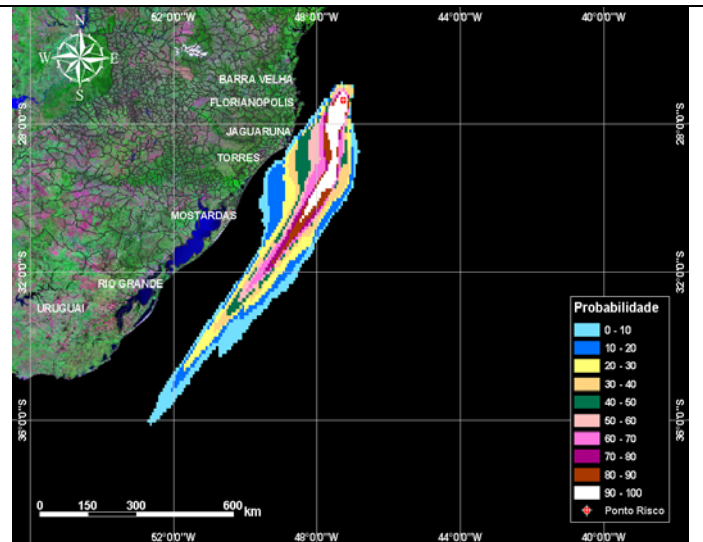 52°0'0"W 48°0'0"W 44°0'0"W 40°0'0"W
N
W E
S
BARRA VELHA
FLORIANOPOLIS
28°0'0"S 28°0'0"S
JAGUARUNA
TORRES
MOSTARDAS
32°0'0"S 32°0'0"S
RIO GRANDE
URUGUAI
Probabilidade
0 - 10
10 - 20
20 - 30
30 - 40
40 - 50
50 - 60
60 - 70
70 - 80
80 - 90
90 - 100
Ponto Risco
36°0'0"S 36°0'0"S
0 150 300 600 km
52°0'0"W 48°0'0"W 44°0'0"W 40°0'0"W